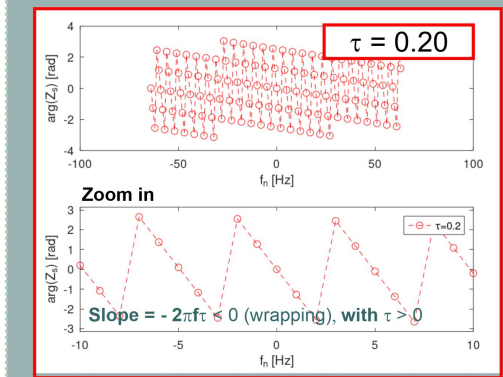 τ = 0.20
4
2
0
-2
-4
arg(Zs) [rad]
-100
-50
0
50
100
fn [Hz]
Zoom in
3
2
1
0
-1
-2
-3
arg(Zs) [rad]
τ=0.2
Slope = - 2πfτ < 0 (wrapping), with τ > 0
-10
-5
0
5
10
fn [Hz]